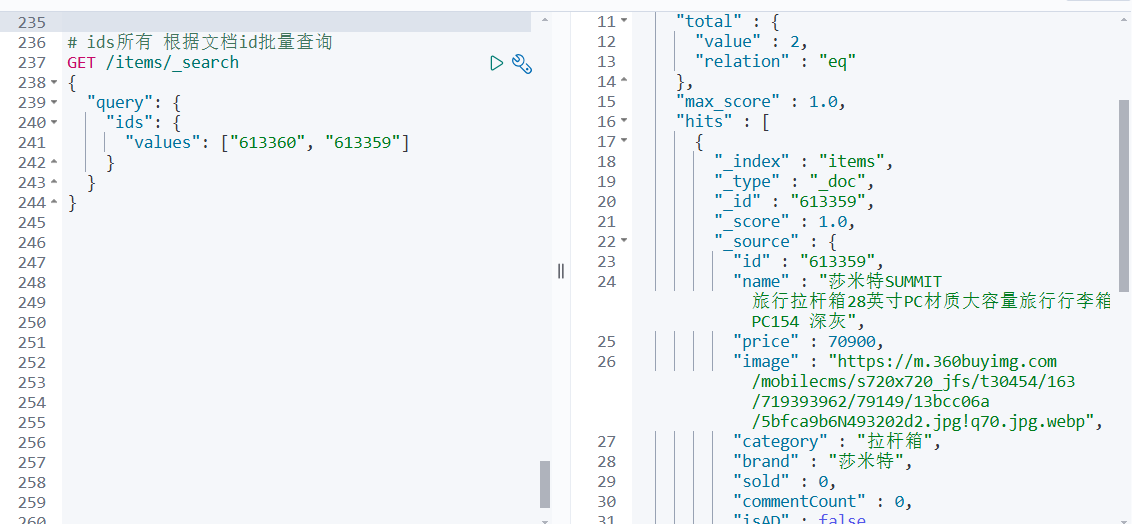 235
236 # ids所有 根据文档id批量查询
237 GET /items/_search
238 {
239 "query": {
240 "ids": {
241 "values": ["613360", "613359"]
242 }
243 }
244 }
245
246
247
248
249
250
251
252
253
254
255
256
257
258
259
260
11 "total" : {
12 "value" : 2,
13 "relation" : "eq"
14 },
15 "max_score" : 1.0,
16 "hits" : [
17 {
18 "_index" : "items",
19 "_type" : "_doc",
20 "_id" : "613359",
21 "_score" : 1.0,
22 "_source" : {
23 "id" : "613359",
24 "name" : "莎米特SUMMIT
旅行拉杆箱28英寸PC材质大容量旅行行李箱
PC154 深灰",
25 "price" : 70900,
26 "image" : "https://m.360buyimg.com
/mobilecms/s720x720_jfs/t30454/163
/719393962/79149/13bcc06a
/5bfca9b6N493202d2.jpg!q70.jpg.webp",
27 "category" : "拉杆箱",
28 "brand" : "莎米特",
29 "sold" : 0,
30 "commentCount" : 0,
31 "isAD" : false